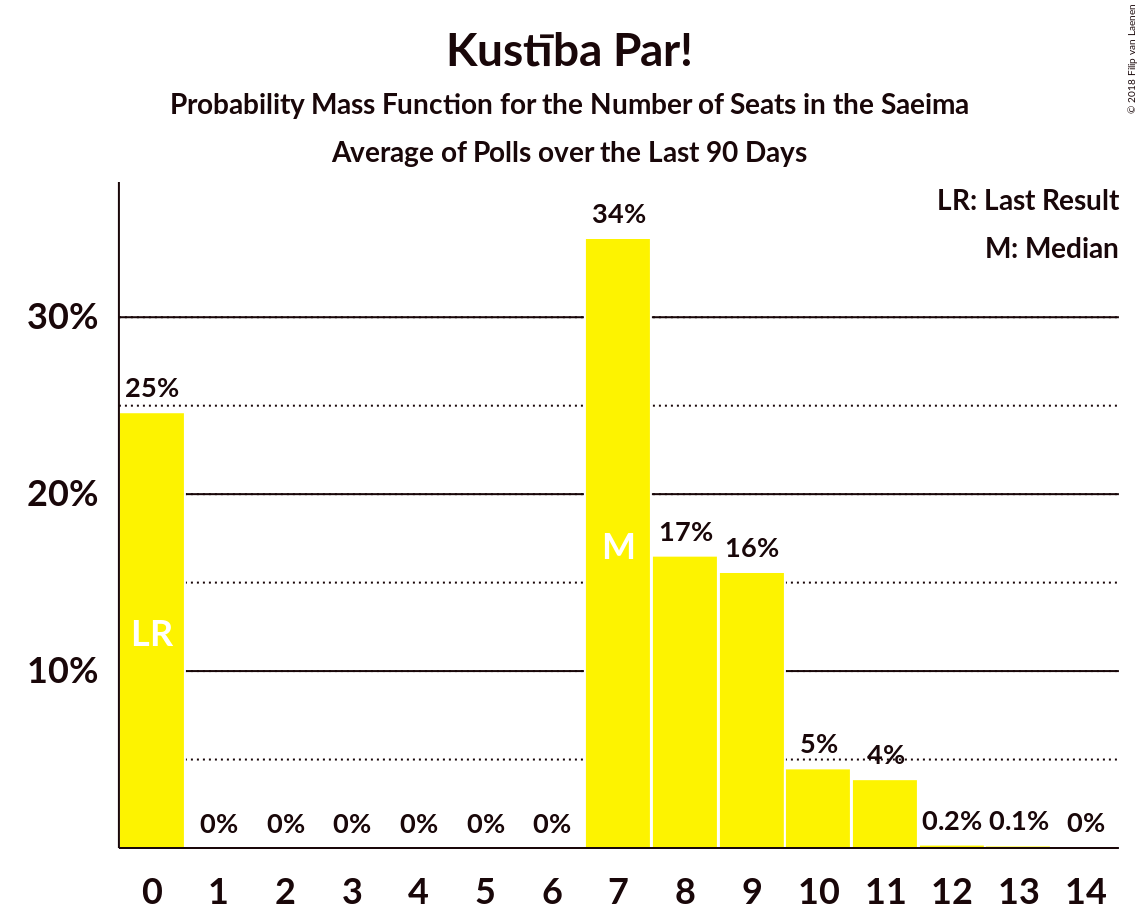 Kustība Par!
Probability Mass Function for the Number of Seats in the Saeima
Average of Polls over the Last 90 Days
© 2018 Filip van Laenen
LR: Last Result
M: Median
30%
20%
10%
25%
0%
0%
0%
0%
0%
0%
34%
17%
16%
5%
4%
0.2%
0.1%
0%
LR
M
0 1 2 3 4 5 6 7 8 9 10 11 12 13 14